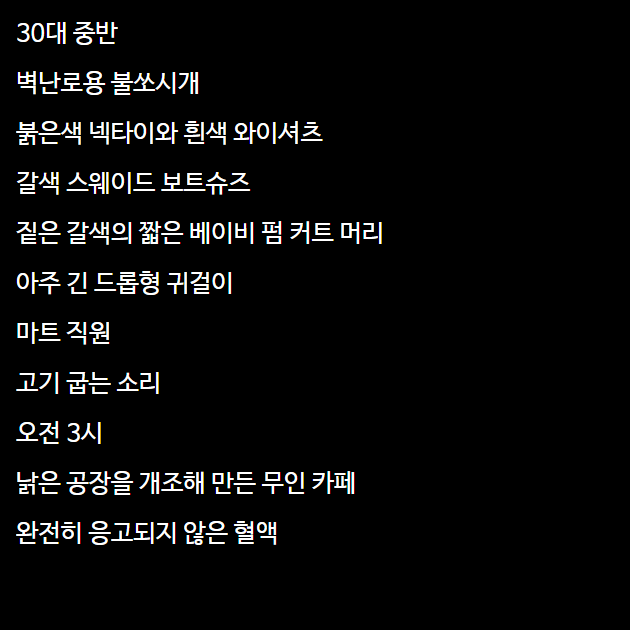 30대 중반
벽난로용 불쏘시개
붉은색 넥타이와 흰색 와이셔츠
갈색 스웨이드 보트슈즈
짙은 갈색의 짧은 베이비 펌 커트 머리
아주 긴 드롭형 귀걸이
마트 직원
고기 굽는 소리
오전 3시
낡은 공장을 개조해 만든 무인 카페
완전히 응고되지 않은 혈액